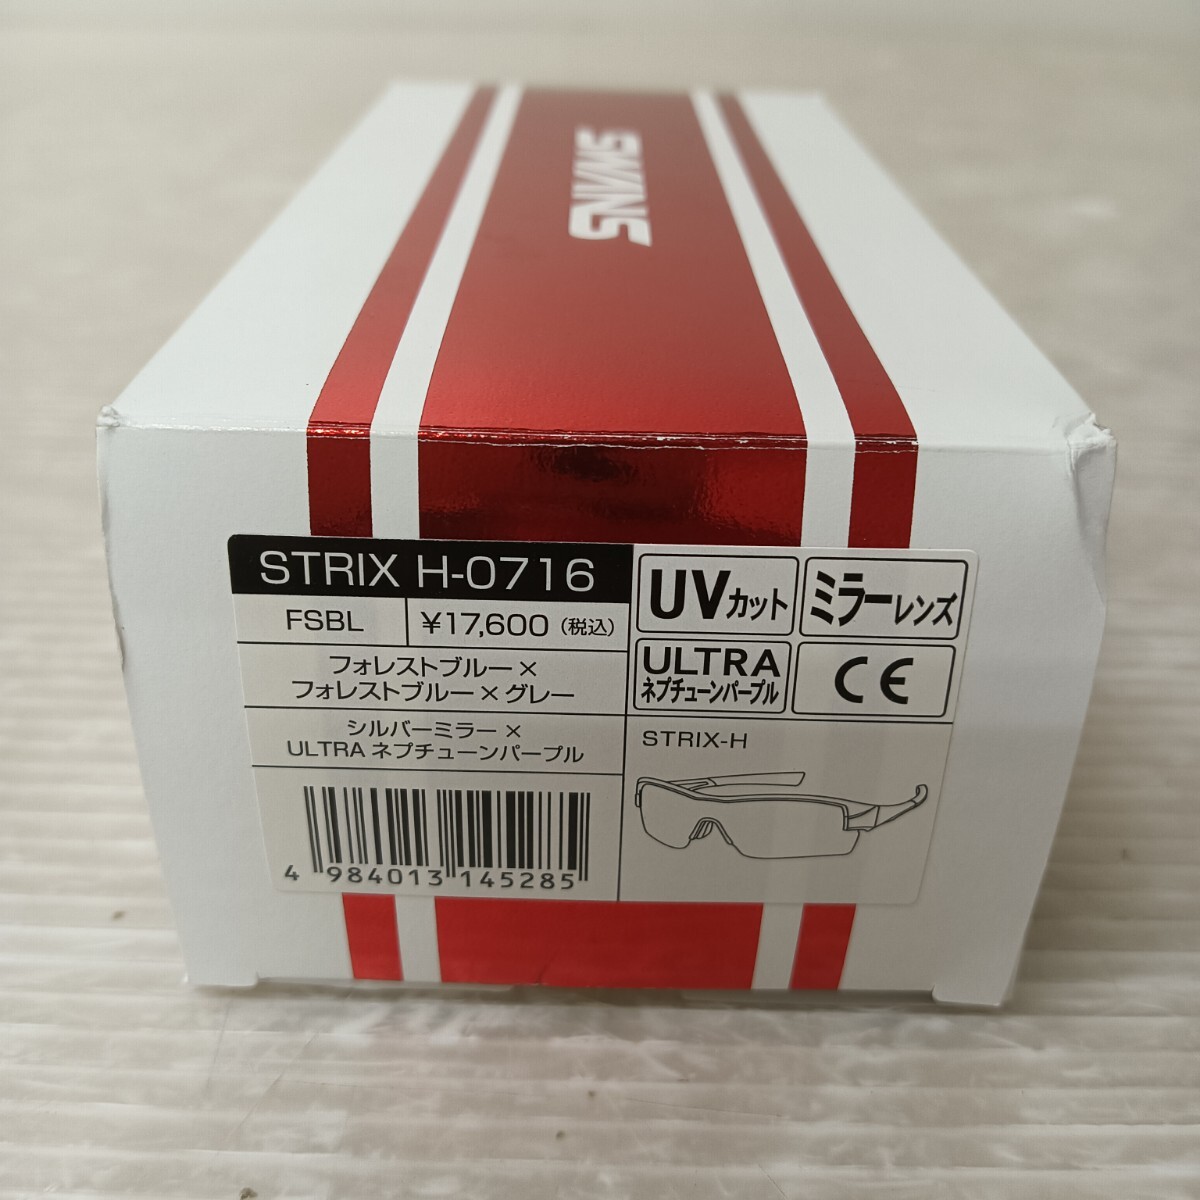 SWANS
STRIX H-0716
FSBL
¥17,600(税込)
フォレストブルー×
フォレストブルー×グレー
シルバーミラー×
ULTRA ネプチューンパープル
4 984013 145285
UVカット
ミラーレンズ
ULTRA
ネプチューンパープル
CE
STRIX-H